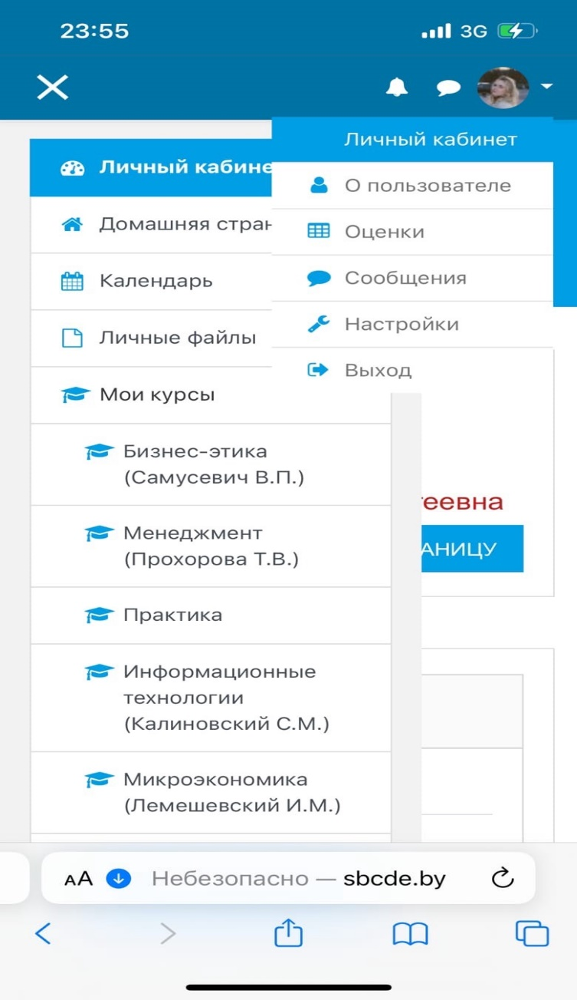 23:55
3G
Личный кабинет
О пользователе
Оценки
Сообщения
Настройки
Выход
Личный кабине
Домашняя стран
Календарь
Личные файлы
Мои курсы
Бизнес-этика
(Самусевич В.П.)
Менеджмент
(Прохорова Т.В.)
Практика
Информационные
технологии
(Калиновский С.М.)
Микроэкономика
(Лемешевский И.М.)
геевна
АНИЦУ
AA
Небезопасно — sbcde.by